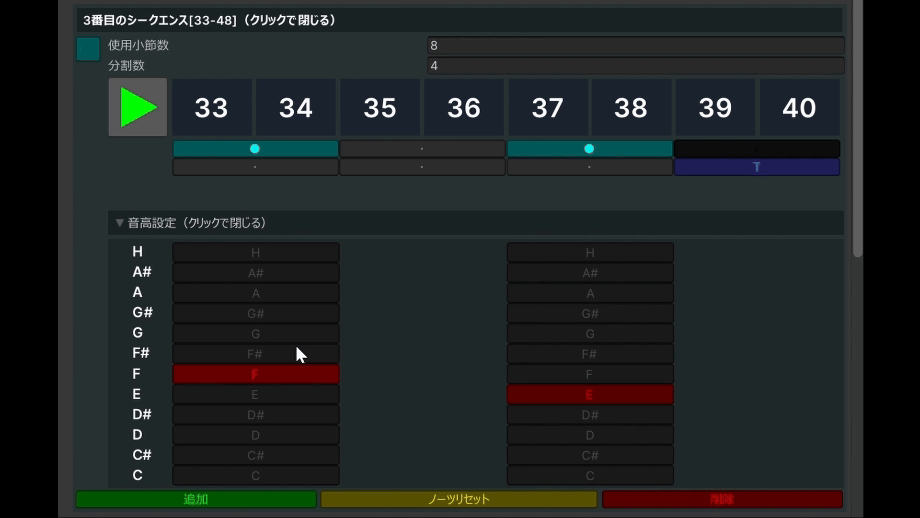 3番目のシークエンス[33-48]（クリックで閉じる）
使用小節数 8
分割数 4
33 34 35 36 37 38 39 40
T
▼音高設定（クリックで閉じる）
H H H
A# A# A#
A A A
G# G# G#
G G G
F# F# F#
F F F
E E E
D# D# D#
D D D
C# C# C#
C C C
追加 ノーツリセット 削除